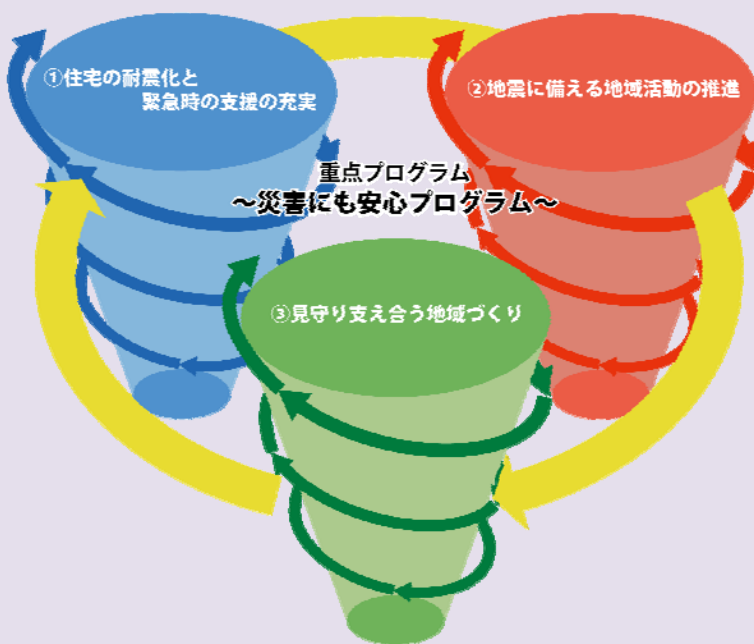 ①住宅の耐震化と
緊急時の支援の充実
②地震に備える地域活動の推進
重点プログラム
～災害にも安心プログラム～
③見守り支え合う地域づくり